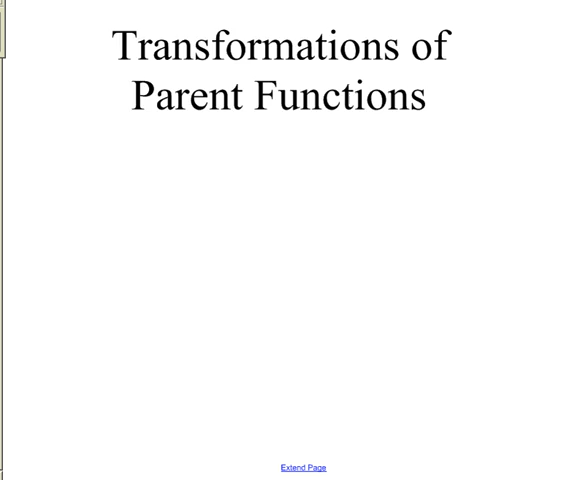 Transformations of
Parent Functions
Extend Page